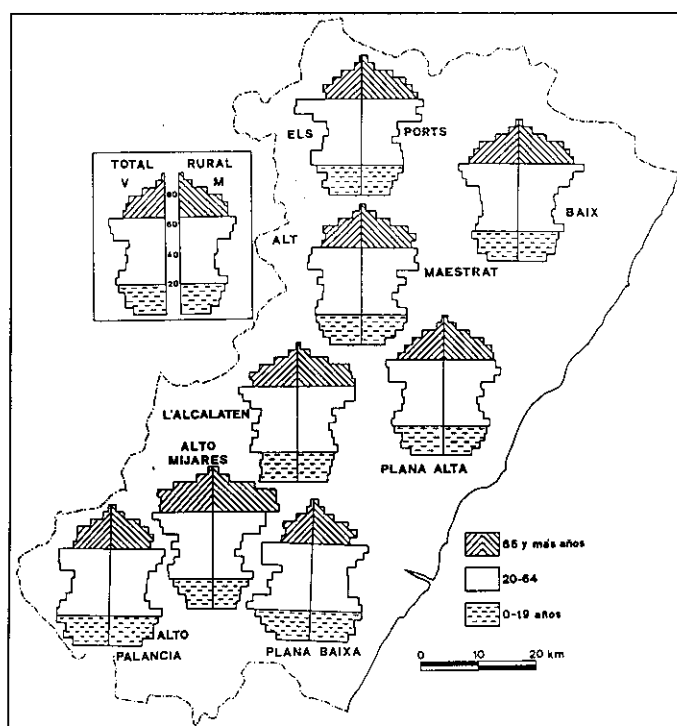 ELS PORTS
TOTAL RURAL
V M
80
60
40
20
BAIX
ALT
MAESTRAT
L'ALCALATEN
PLANA ALTA
ALTO
MIJARES
65 y más años
20-64
0-19 años
ALTO
PALANCIA
PLANA BAIXA
0 10 20 km